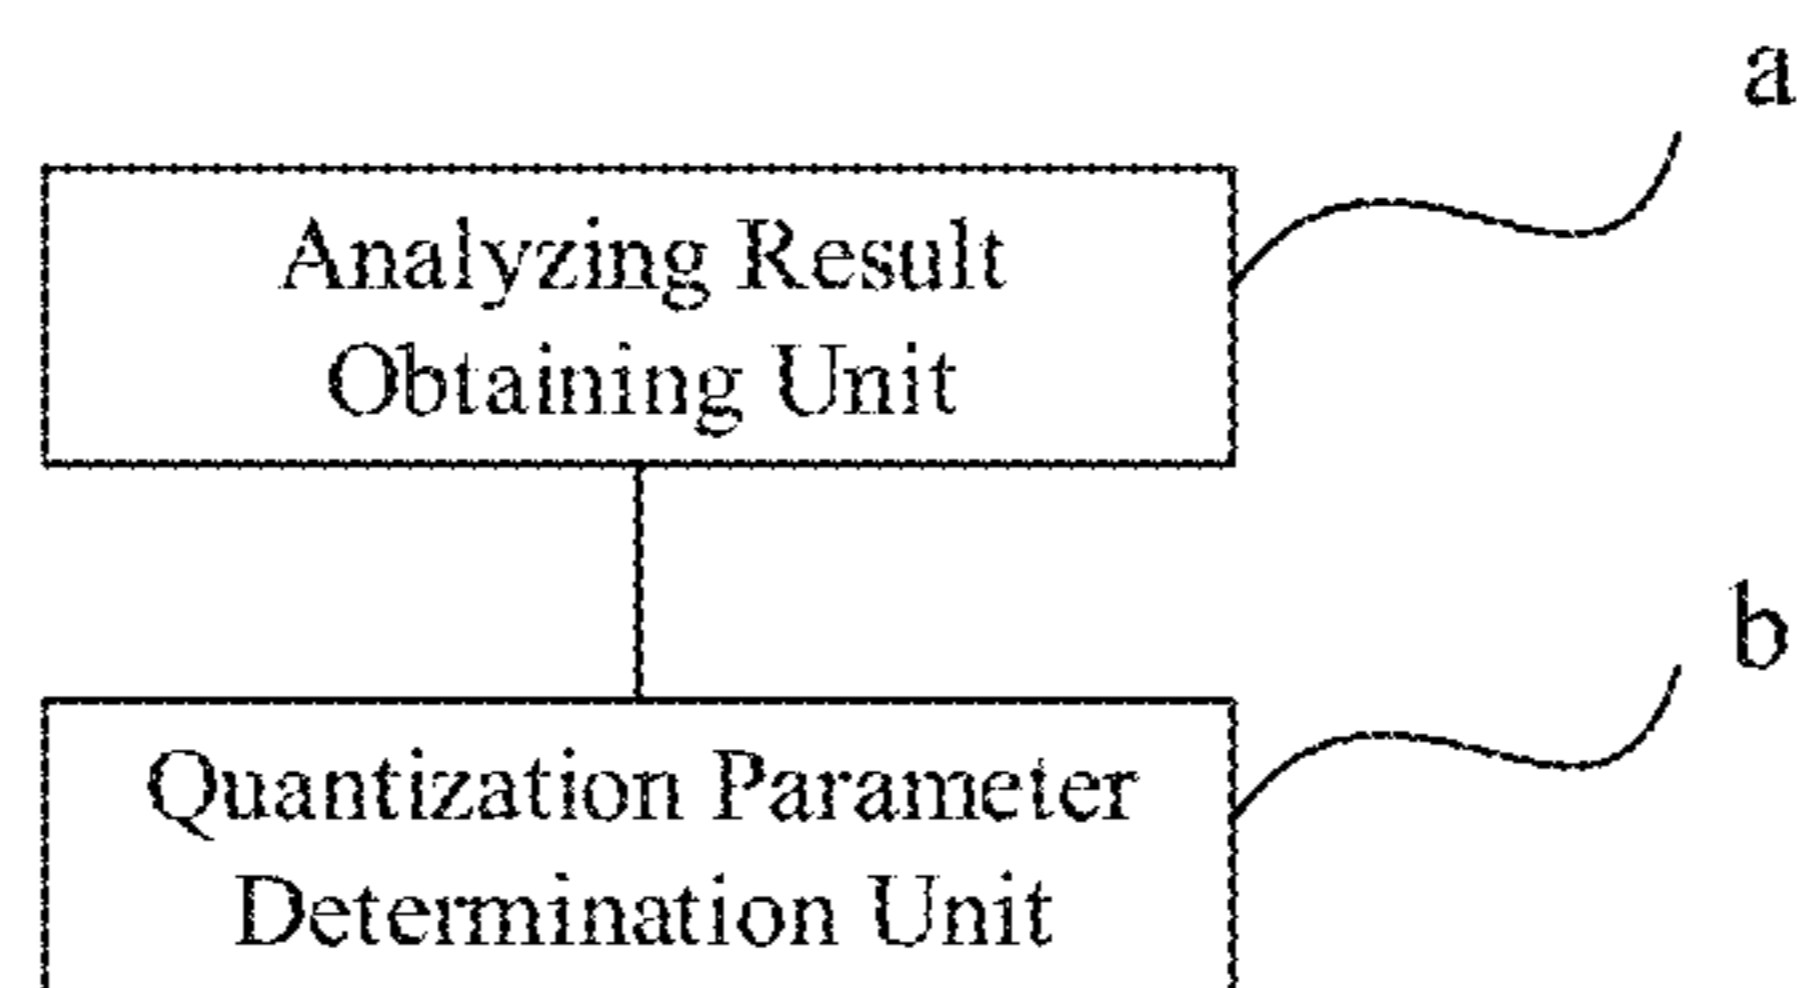 a
Analyzing Result
Obtaining Unit
b
Quantization Parameter
Determination Unit